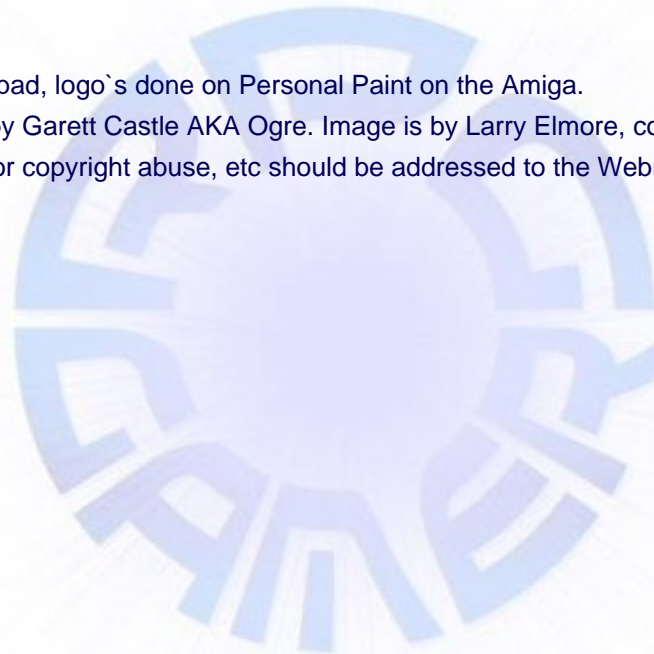 oad, logo`s done on Personal Paint on the Amiga.
by Garett Castle AKA Ogre. Image is by Larry Elmore, co
or copyright abuse, etc should be addressed to the Web